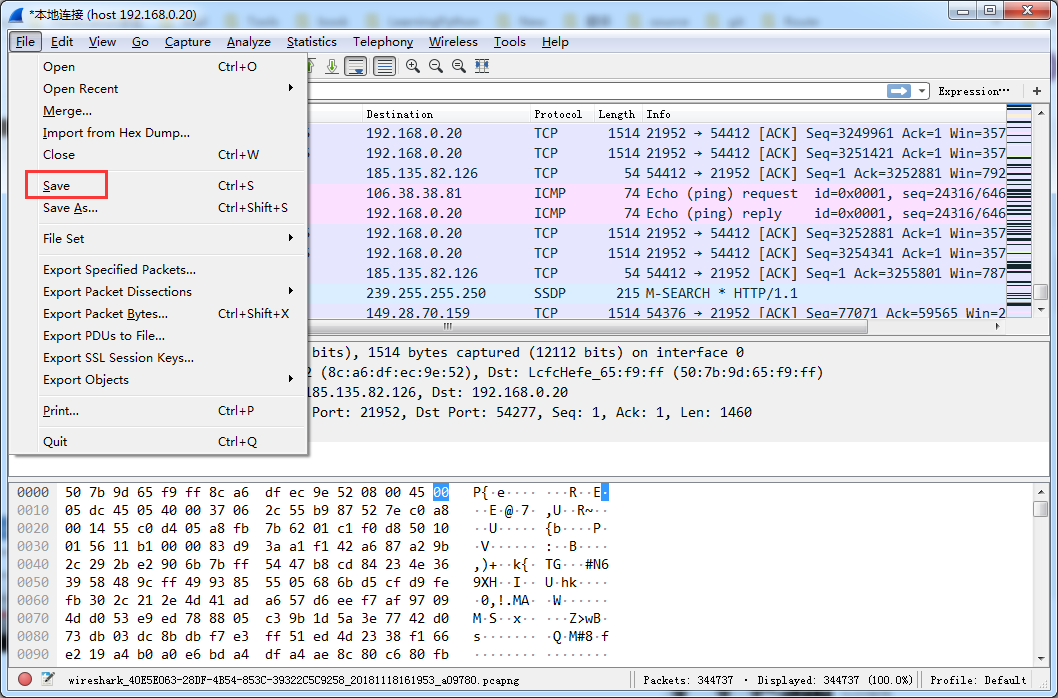 *本地连接 (host 192.168.0.20)
File Edit View Go Capture Analyze Statistics Telephony Wireless Tools Help
Open Ctrl+O
Open Recent
Merge...
Import from Hex Dump...
Close Ctrl+W
Save Ctrl+S
Save As... Ctrl+Shift+S
File Set
Export Specified Packets...
Export Packet Dissections
Export Packet Bytes... Ctrl+Shift+X
Export PDUs to File...
Export SSL Session Keys...
Export Objects
Print... Ctrl+P
Quit Ctrl+Q
Expression… +
Destination Protocol Length Info
192.168.0.20 TCP 1514 21952 → 54412 [ACK] Seq=3249961 Ack=1 Win=357
192.168.0.20 TCP 1514 21952 → 54412 [ACK] Seq=3251421 Ack=1 Win=357
185.135.82.126 TCP 54 54412 → 21952 [ACK] Seq=1 Ack=3252881 Win=792
106.38.38.81 ICMP 74 Echo (ping) request id=0x0001, seq=24316/646
192.168.0.20 ICMP 74 Echo (ping) reply id=0x0001, seq=24316/646
192.168.0.20 TCP 1514 21952 → 54412 [ACK] Seq=3252881 Ack=1 Win=357
192.168.0.20 TCP 1514 21952 → 54412 [ACK] Seq=3254341 Ack=1 Win=357
185.135.82.126 TCP 54 54412 → 21952 [ACK] Seq=1 Ack=3255801 Win=787
239.255.255.250 SSDP 215 M-SEARCH * HTTP/1.1
149.28.70.159 TCP 1514 54376 → 21952 [ACK] Seq=77071 Ack=59565 Win=2
bits), 1514 bytes captured (12112 bits) on interface 0
2 (8c:a6:df:ec:9e:52), Dst: LcfcHefe_65:f9:ff (50:7b:9d:65:f9:ff)
185.135.82.126, Dst: 192.168.0.20
Port: 21952, Dst Port: 54277, Seq: 1, Ack: 1, Len: 1460
0000 50 7b 9d 65 f9 ff 8c a6 df ec 9e 52 08 00 45 00 P{·e···· ···R··E·
0010 05 dc 45 05 40 00 37 06 2c 55 b9 87 52 7e c0 a8 ··E·@·7· ,U··R~··
0020 00 14 55 c0 d4 05 a8 fb 7b 62 01 c1 f0 d8 50 10 ··U····· {b····P·
0030 01 56 11 b1 00 00 83 d9 3a a1 f1 42 a6 87 a2 9b ·V······ :··B····
0040 2c 29 2b e2 90 6b 7b ff 54 47 b8 cd 84 23 4e 36 ,)+··k{· TG···#N6
0050 39 58 48 9c ff 49 93 85 55 05 68 6b d5 cf d9 fe 9XH··I·· U·hk····
0060 fb 30 2c 21 2e 4d 41 ad a6 57 d6 ee f7 af 97 09 ·0,!.MA· ·W······
0070 4d d0 53 e9 ed 78 88 05 c3 9b 1d 5a 3e 77 42 d0 M·S··x·· ···Z>wB·
0080 73 db 03 dc 8b db f7 e3 ff 51 ed 4d 23 38 f1 66 s······· ·Q·M#8·f
0090 e2 19 a4 b0 a0 e6 bd a4 df a4 ae 8c 80 c6 80 fb ········ ········
wireshark_40E5E063-28DF-4B54-853C-39322C5C9258_20181118161953_a09780.pcapng Packets: 344737 · Displayed: 344737 (100.0%) Profile: Default